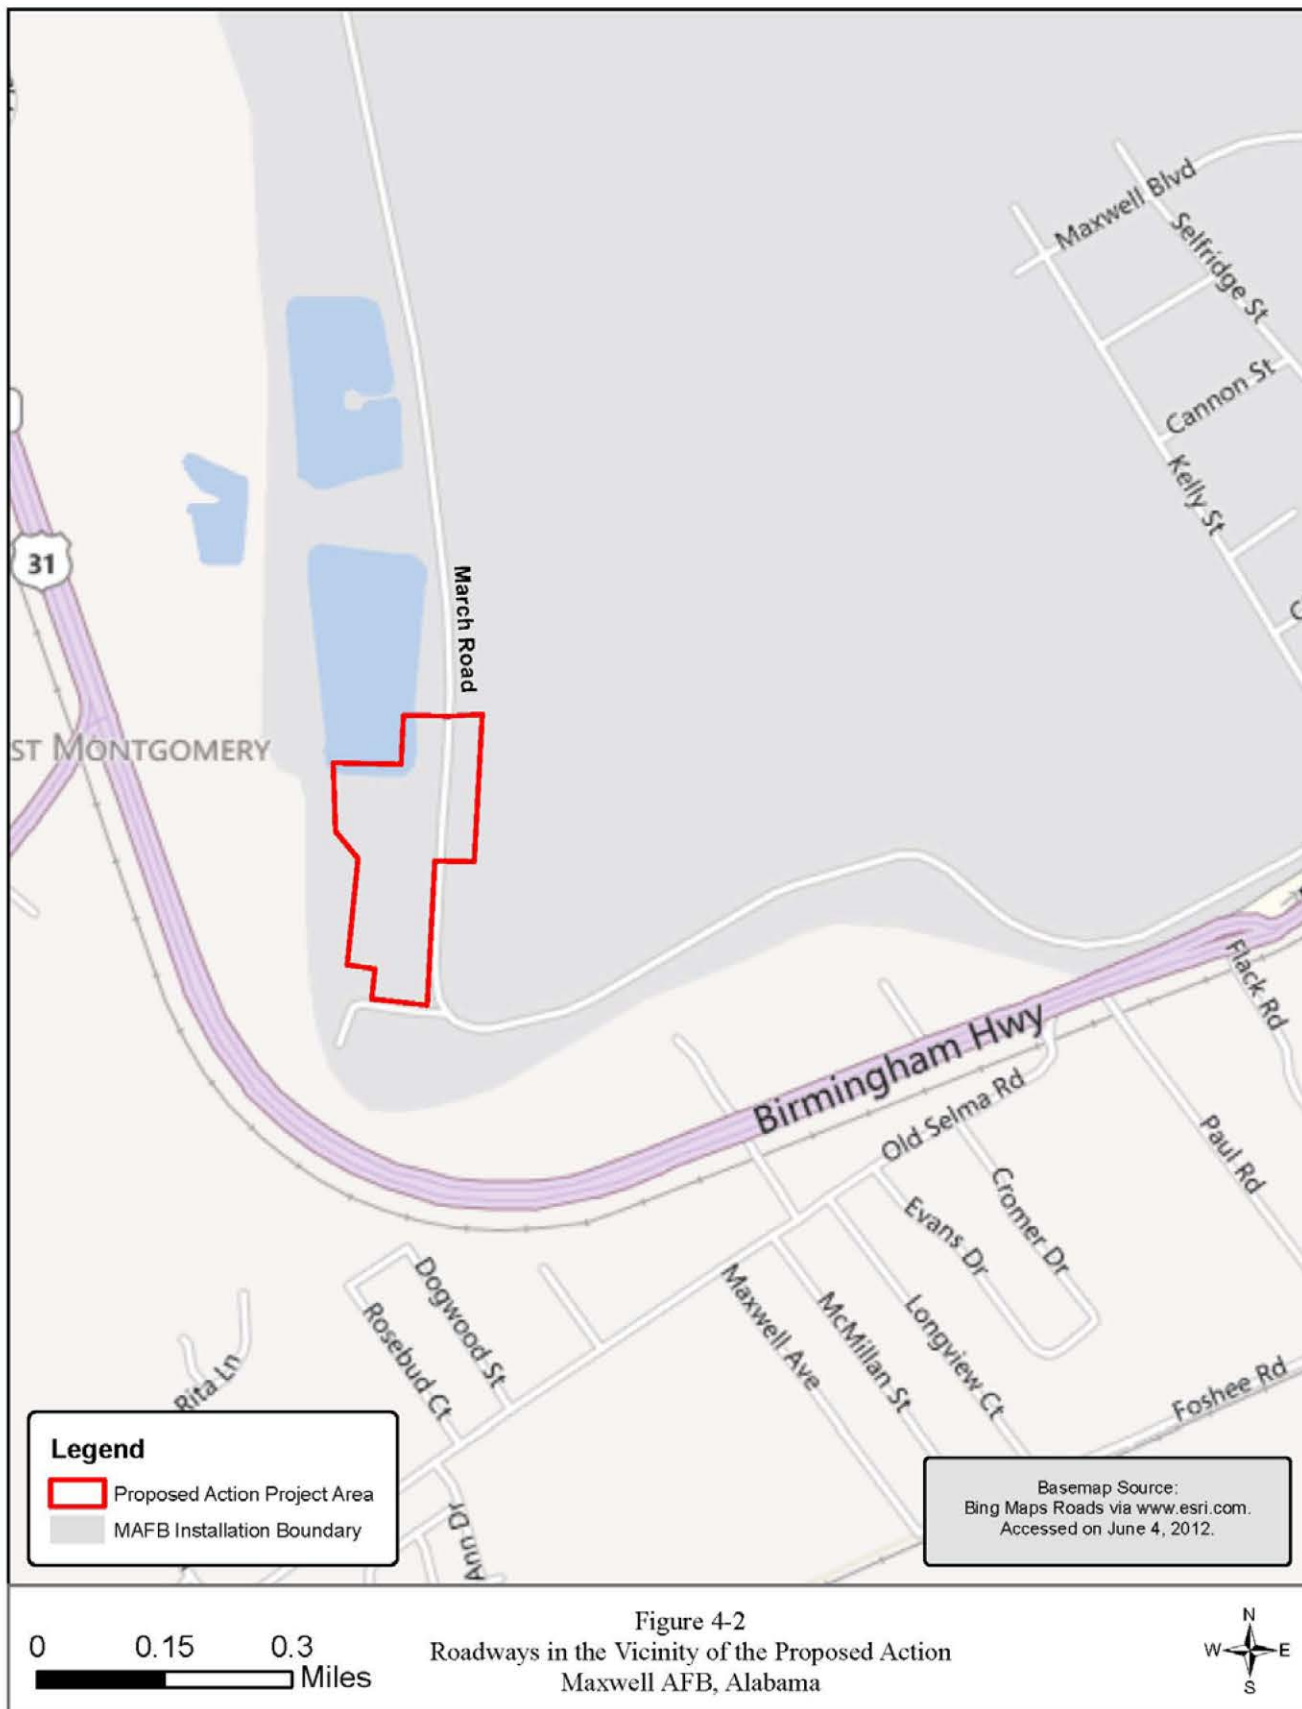 Maxwell Blvd
Selfridge St
Cannon St
Kelly St
31
March Road
ST MONTGOMERY
Birmingham Hwy
Flack Rd
Old Selma Rd
Paul Rd
Cromer Dr
Evans Dr
Dogwood St
Rosebud Ct
Maxwell Ave
McMillan St
Longview Ct
Foshee Rd
Rita Ln
Ann Dr
Legend
Proposed Action Project Area
MAFB Installation Boundary
Basemap Source:
Bing Maps Roads via www.esri.com.
Accessed on June 4, 2012.
0 0.15 0.3
Miles
Figure 4-2
Roadways in the Vicinity of the Proposed Action
Maxwell AFB, Alabama
N
W E
S